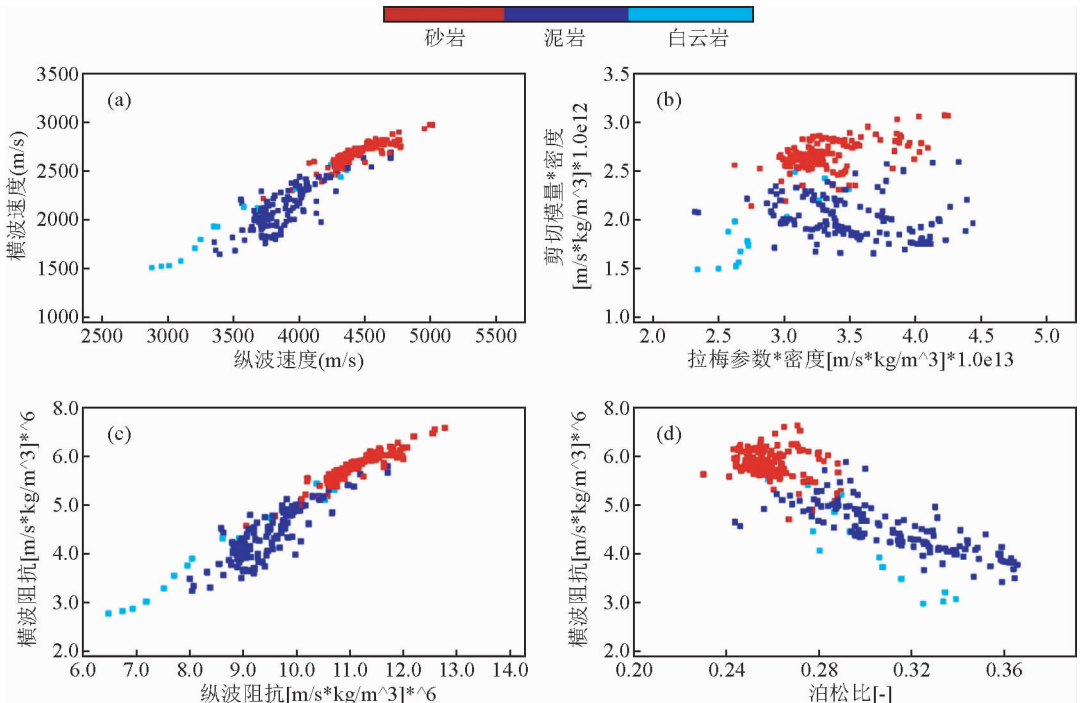 砂岩 泥岩 白云岩
(a)
横波速度(m/s)
3500
3000
2500
2000
1500
1000
2500 3000 3500 4000 4500 5000 5500
纵波速度(m/s)
(b)
剪切模量*密度
[m/s*kg/m^3]*1.0e12
3.5
3.0
2.5
2.0
1.5
1.0
2.0 2.5 3.0 3.5 4.0 4.5 5.0
拉梅参数*密度[m/s*kg/m^3]*1.0e13
(c)
横波阻抗[m/s*kg/m^3]*^6
8.0
6.0
5.0
4.0
3.0
2.0
6.0 7.0 8.0 9.0 10.0 11.0 12.0 13.0 14.0
纵波阻抗[m/s*kg/m^3]*^6
(d)
横波阻抗[m/s*kg/m^3]*^6
8.0
6.0
5.0
4.0
3.0
2.0
0.20 0.24 0.28 0.32 0.36
泊松比[-]